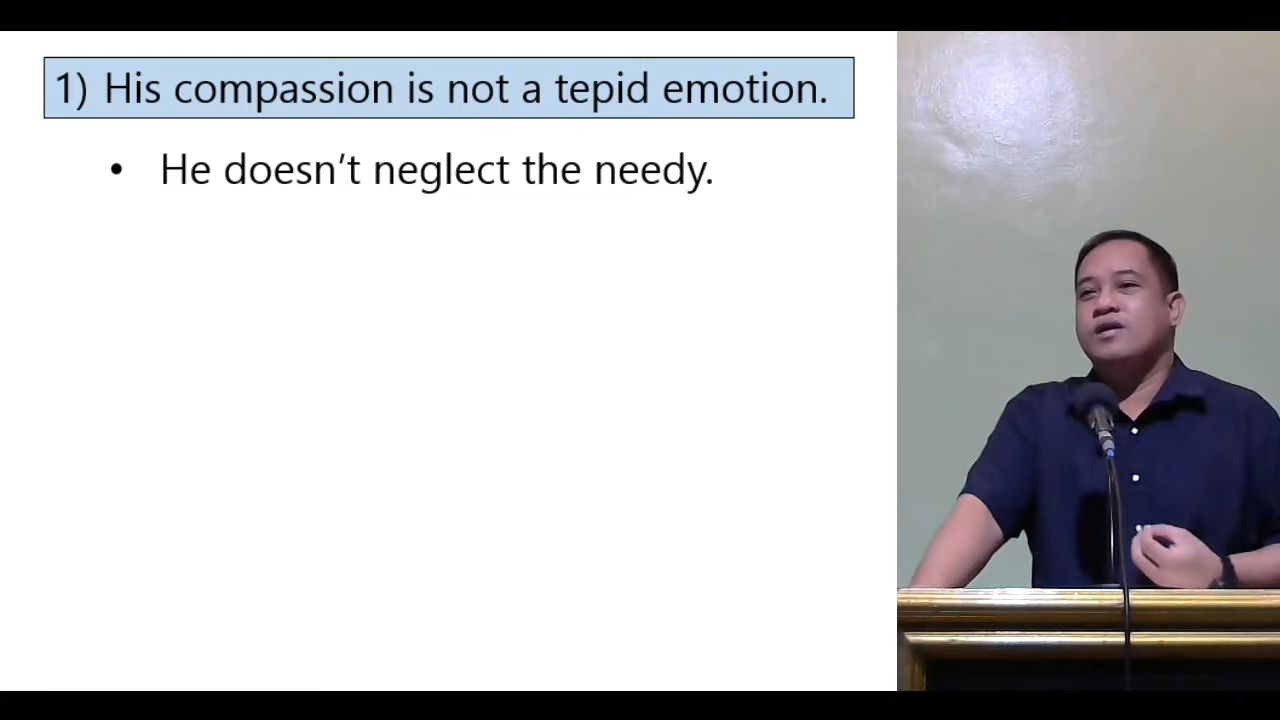 1) His compassion is not a tepid emotion.
• He doesn’t neglect the needy.